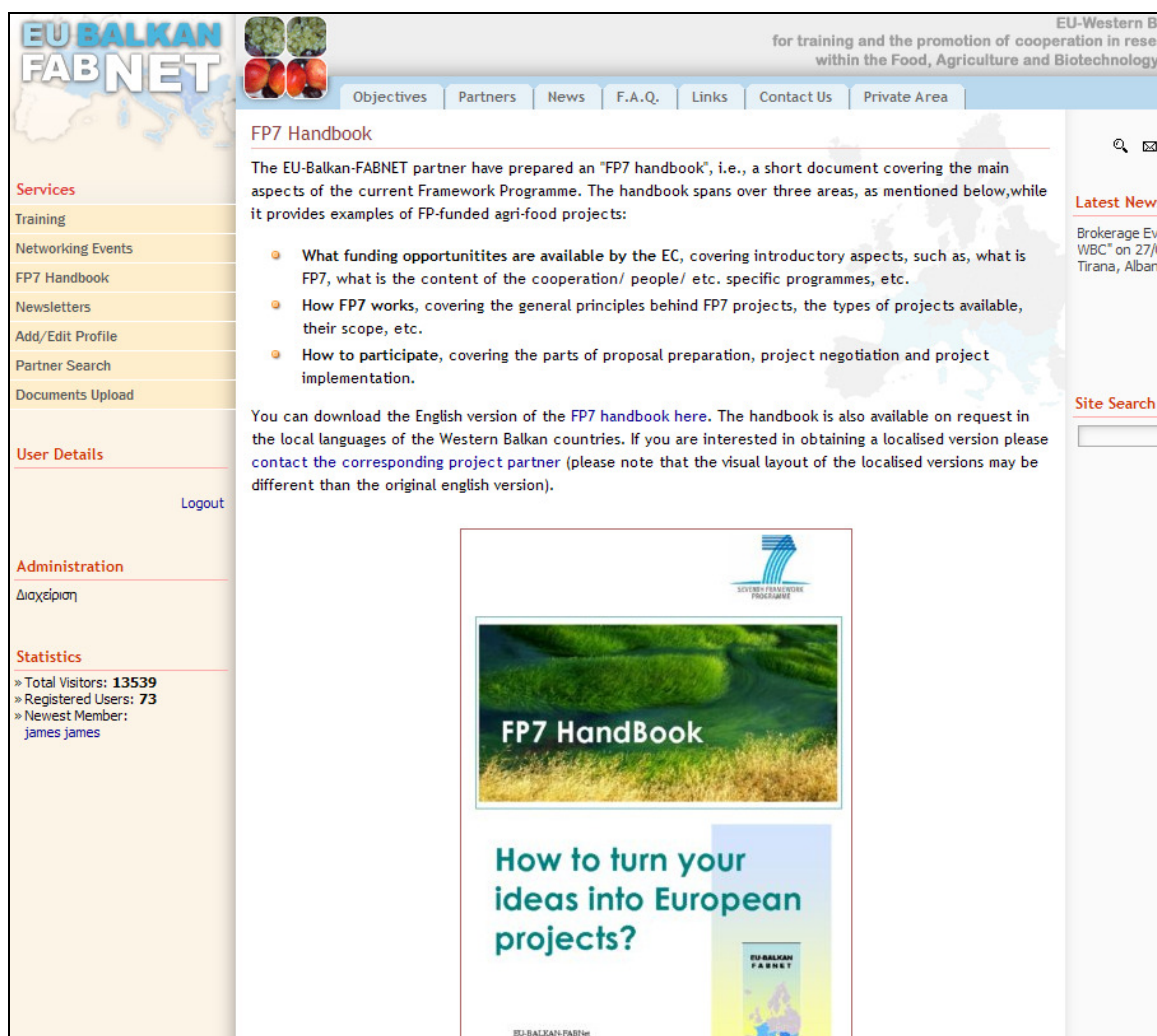 EU BALKAN
FABNET
EU-Western B
for training and the promotion of cooperation in rese
within the Food, Agriculture and Biotechnology
Objectives
Partners
News
F.A.Q.
Links
Contact Us
Private Area
Services
Training
Networking Events
FP7 Handbook
Newsletters
Add/Edit Profile
Partner Search
Documents Upload
User Details
Logout
Administration
Διαχείριση
Statistics
» Total Visitors: 13539
» Registered Users: 73
» Newest Member:
james james
FP7 Handbook
The EU-Balkan-FABNET partner have prepared an "FP7 handbook", i.e., a short document covering the main
aspects of the current Framework Programme. The handbook spans over three areas, as mentioned below,while
it provides examples of FP-funded agri-food projects:
What funding opportunitites are available by the EC, covering introductory aspects, such as, what is
FP7, what is the content of the cooperation/ people/ etc. specific programmes, etc.
How FP7 works, covering the general principles behind FP7 projects, the types of projects available,
their scope, etc.
How to participate, covering the parts of proposal preparation, project negotiation and project
implementation.
You can download the English version of the FP7 handbook here. The handbook is also available on request in
the local languages of the Western Balkan countries. If you are interested in obtaining a localised version please
contact the corresponding project partner (please note that the visual layout of the localised versions may be
different than the original english version).
SEVENTH FRAMEWORK
PROGRAMME
FP7 HandBook
How to turn your
ideas into European
projects?
EU-BALKAN
FABNET
EU-BALKAN-FABNet
Latest New
Brokerage Ev
WBC" on 27/
Tirana, Alban
Site Search